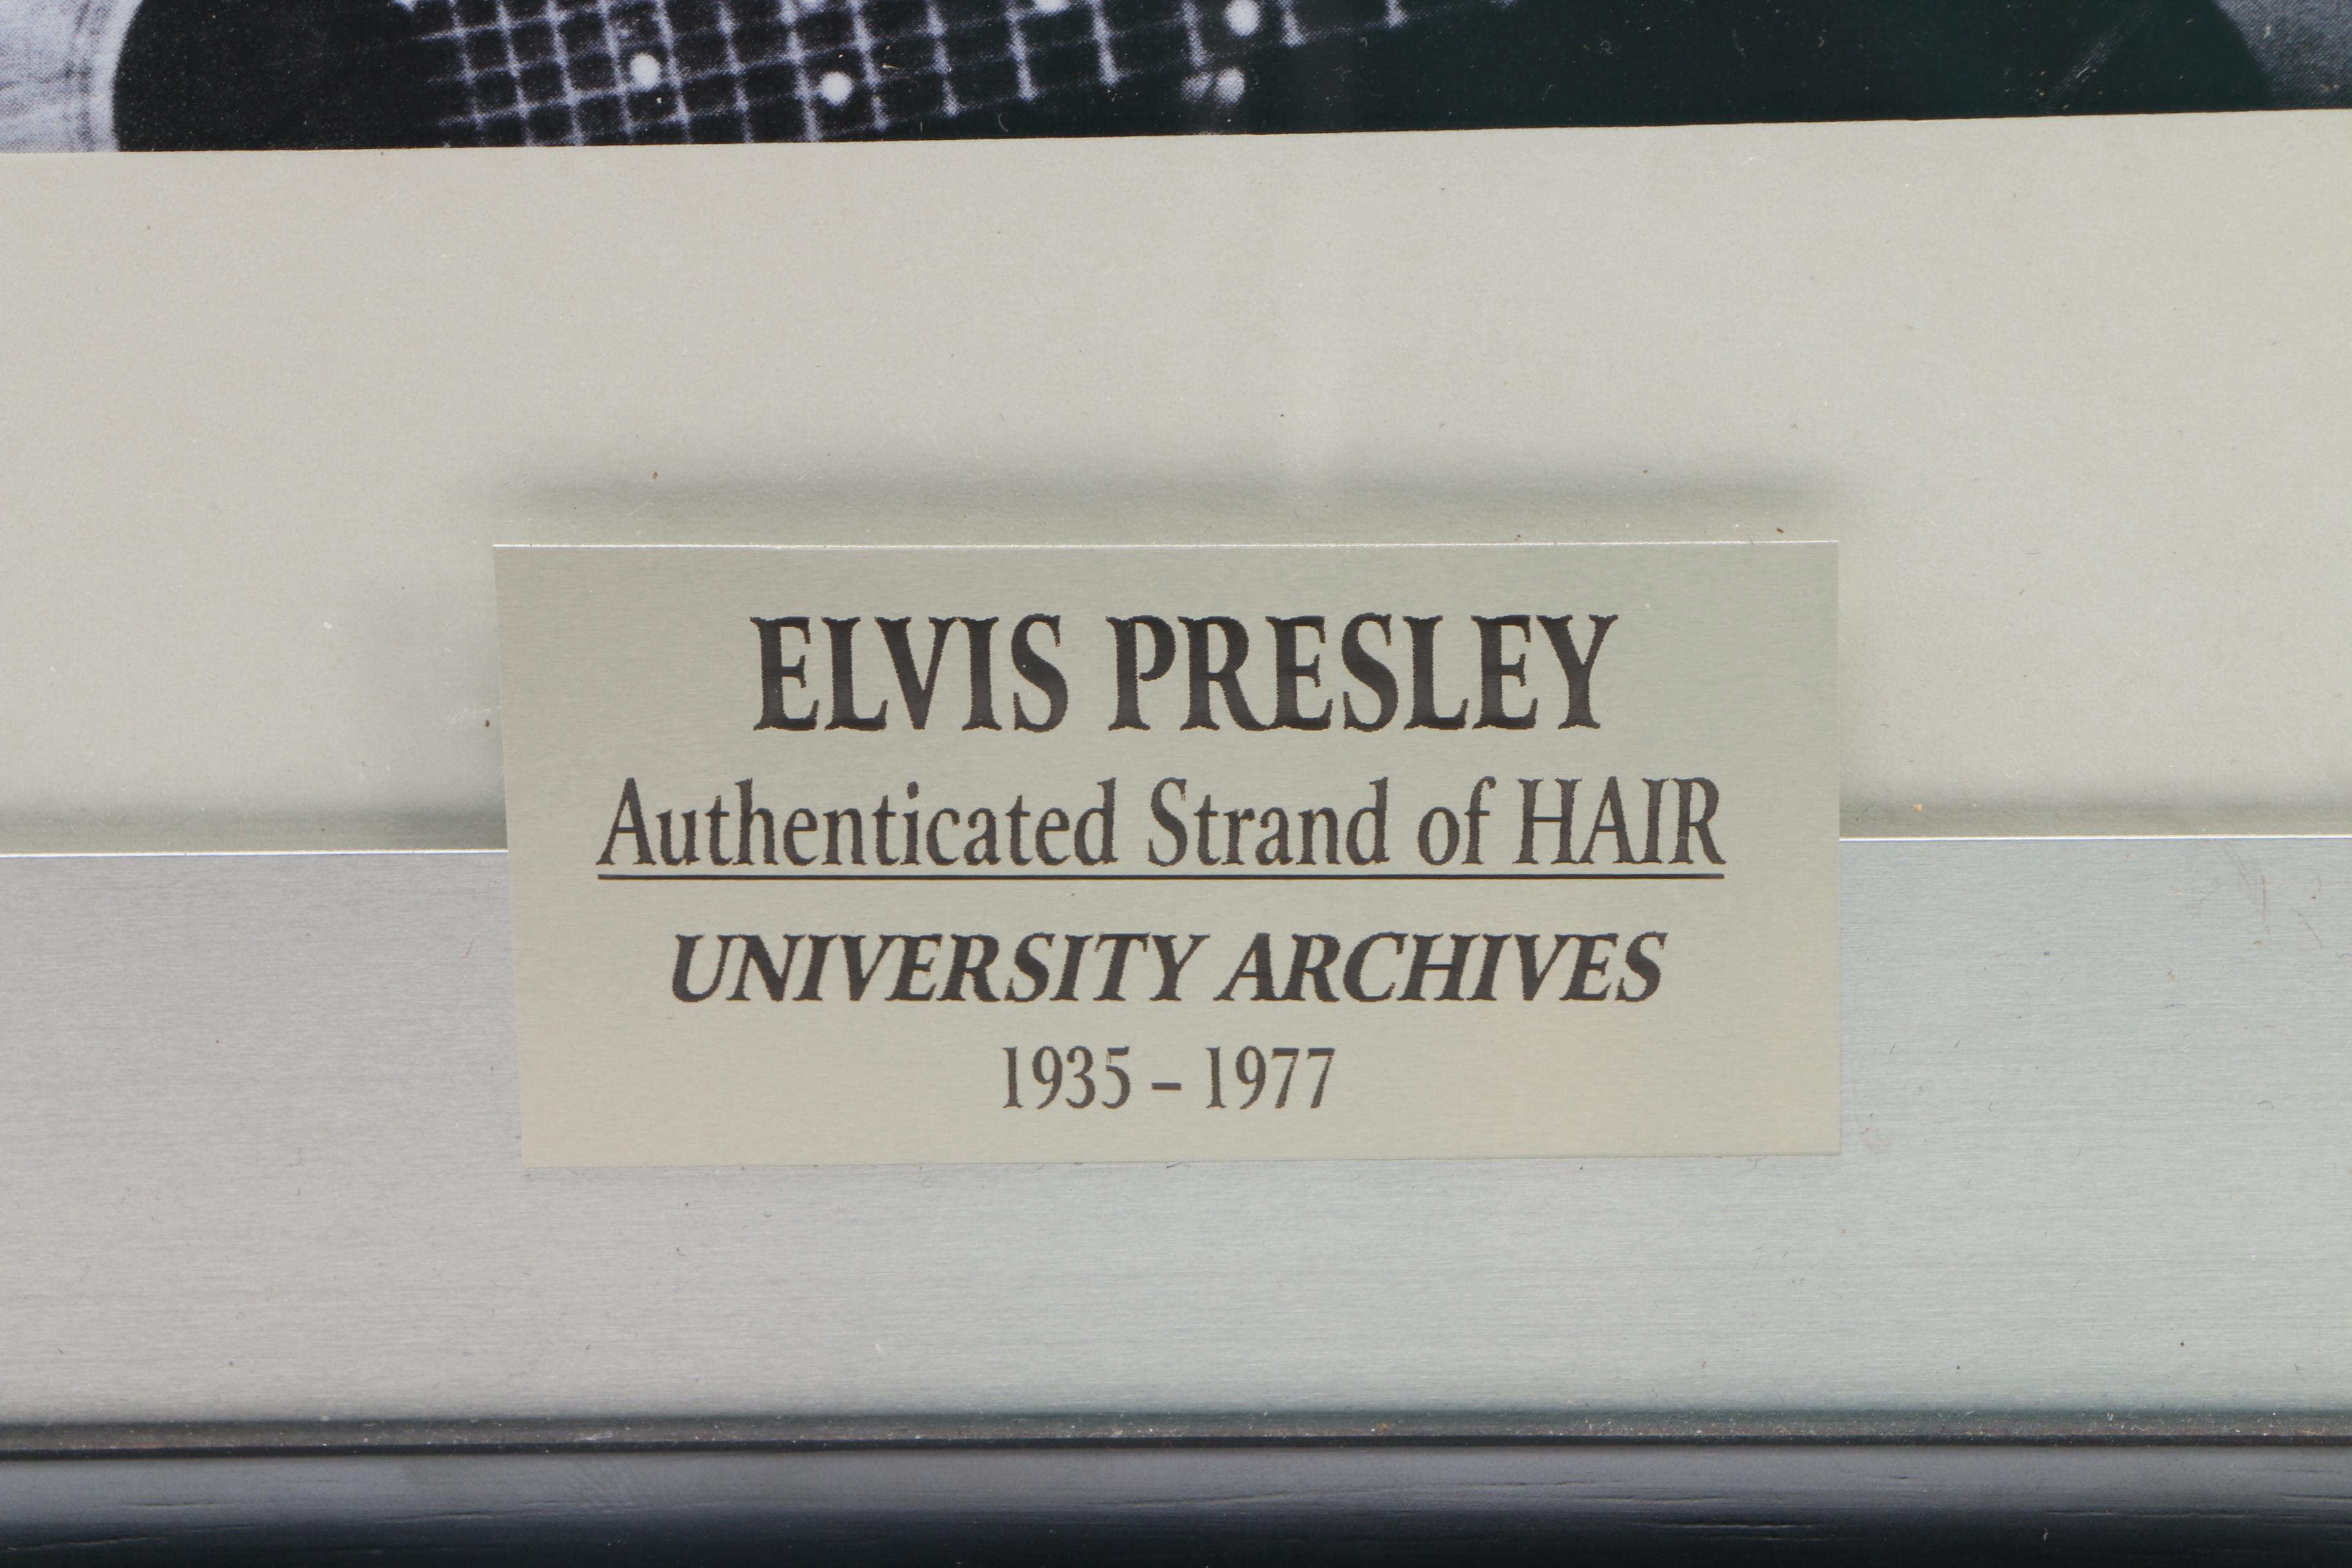 ELVIS PRESLEY
Authenticated Strand of HAIR
UNIVERSITY ARCHIVES
1935 – 1977